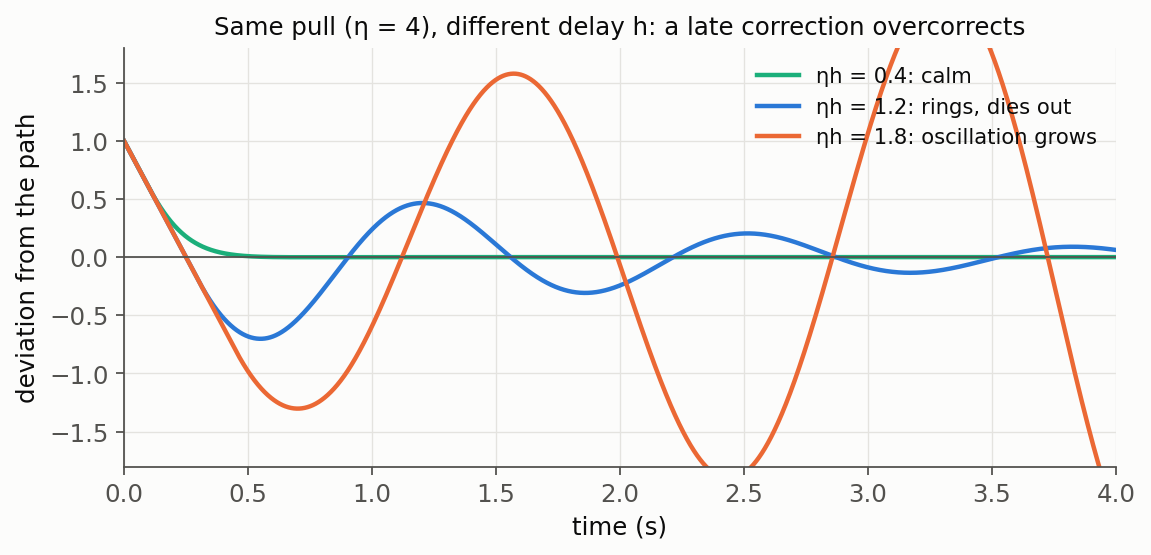 Same pull (η = 4), different delay h: a late correction overcorrects
ηh = 0.4: calm
ηh = 1.2: rings, dies out
ηh = 1.8: oscillation grows
deviation from the path
1.5
1.0
0.5
0.0
−0.5
−1.0
−1.5
0.0 0.5 1.0 1.5 2.0 2.5 3.0 3.5 4.0
time (s)